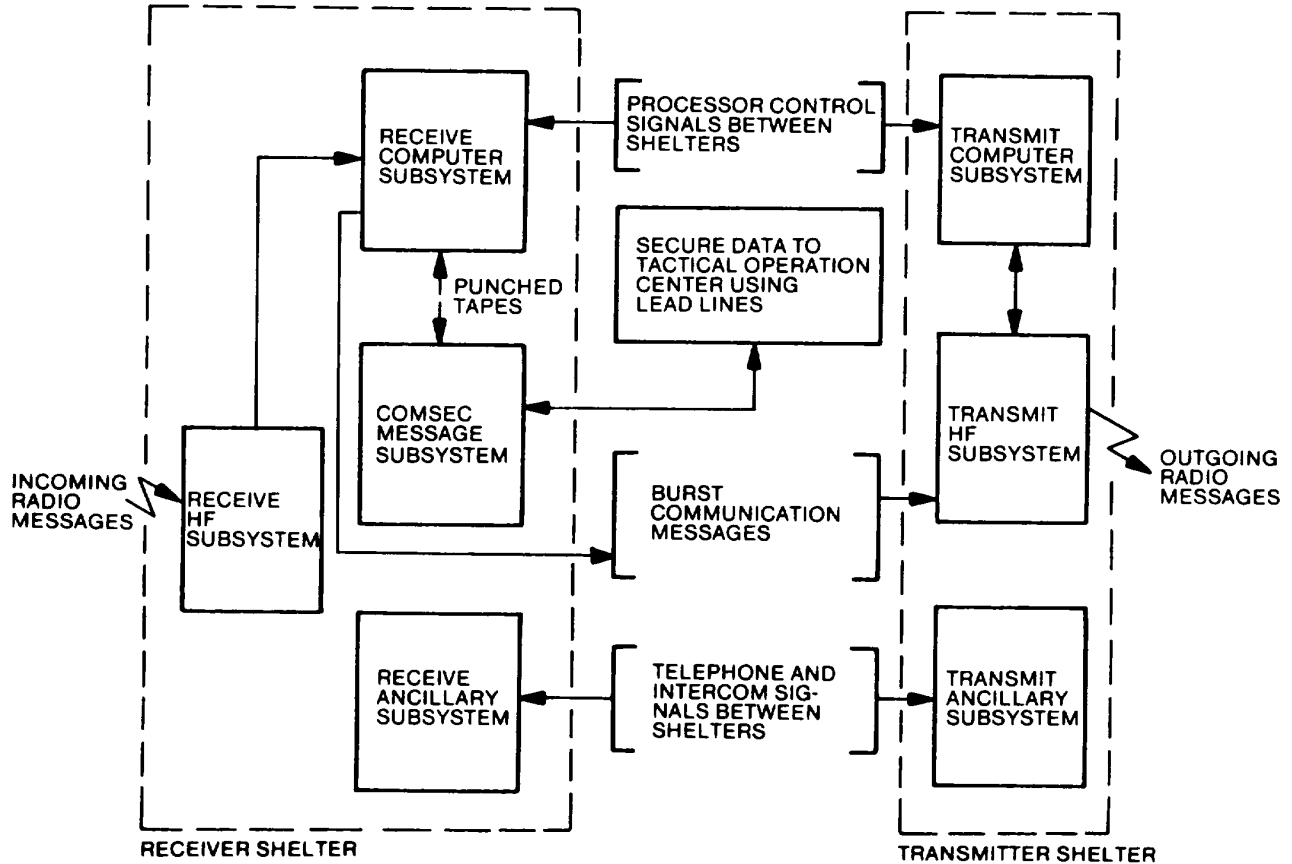 RECEIVE
COMPUTER
SUBSYSTEM
PROCESSOR CONTROL
SIGNALS BETWEEN
SHELTERS
TRANSMIT
COMPUTER
SUBSYSTEM
SECURE DATA TO
TACTICAL OPERATION
CENTER USING
LEAD LINES
PUNCHED
TAPES
COMSEC
MESSAGE
SUBSYSTEM
TRANSMIT
HF
SUBSYSTEM
INCOMING
RADIO
MESSAGES
RECEIVE
HF
SUBSYSTEM
BURST
COMMUNICATION
MESSAGES
OUTGOING
RADIO
MESSAGES
RECEIVE
ANCILLARY
SUBSYSTEM
TELEPHONE AND
INTERCOM SIG-
NALS BETWEEN
SHELTERS
TRANSMIT
ANCILLARY
SUBSYSTEM
RECEIVER SHELTER
TRANSMITTER SHELTER